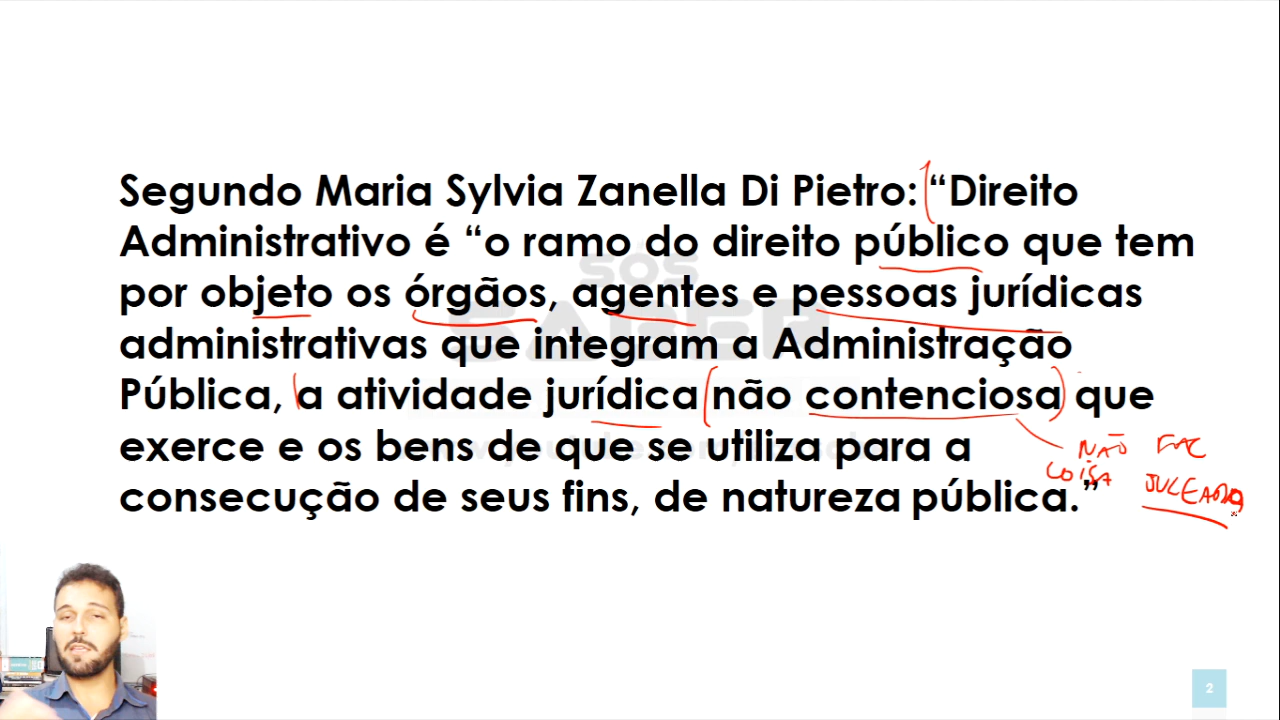 Segundo Maria Sylvia Zanella Di Pietro: “Direito
Administrativo é “o ramo do direito público que tem
por objeto os órgãos, agentes e pessoas jurídicas
administrativas que integram a Administração
Pública, a atividade jurídica (não contenciosa) que
exerce e os bens de que se utiliza para a
consecução de seus fins, de natureza pública.”
NÃO FAZ
COISA JULGADA
SOS
SABER
2